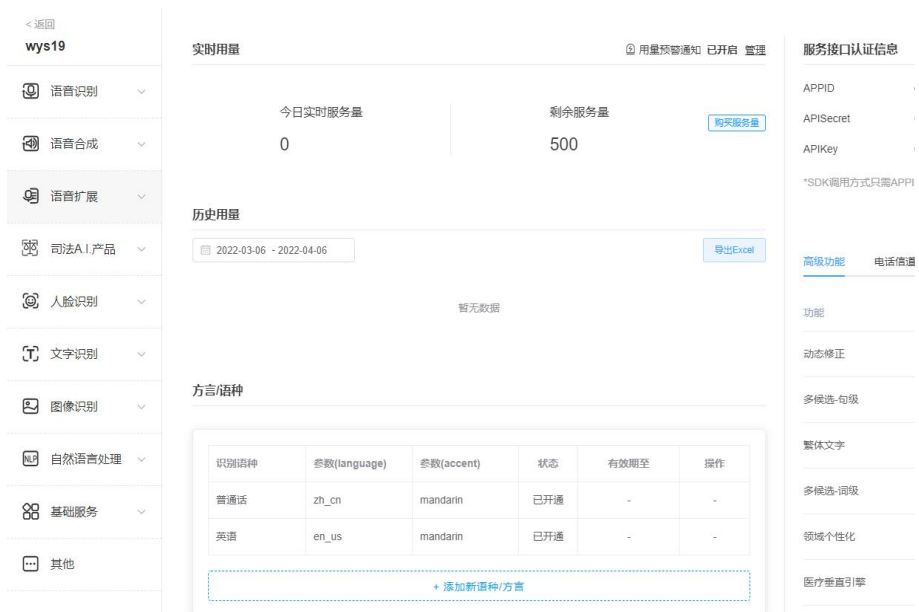 < 返回
wys19
语音识别
语音合成
语音扩展
司法A.I.产品
人脸识别
文字识别
图像识别
NLP 自然语言处理
基础服务
其他
实时用量
用量预警通知 已开启 管理
今日实时服务量
0
剩余服务量
500
购买服务量
历史用量
2022-03-06 - 2022-04-06
导出Excel
暂无数据
方言/语种
识别语种 参数(language) 参数(accent) 状态 有效期至 操作
普通话 zh_cn mandarin 已开通 - -
英语 en_us mandarin 已开通 - -
+ 添加新语种/方言
服务接口认证信息
APPID
APISecret
APIKey
*SDK调用方式只需APPI
高级功能 电话信道
功能
动态修正
多候选-句级
繁体文字
多候选-词级
领域个性化
医疗垂直引擎